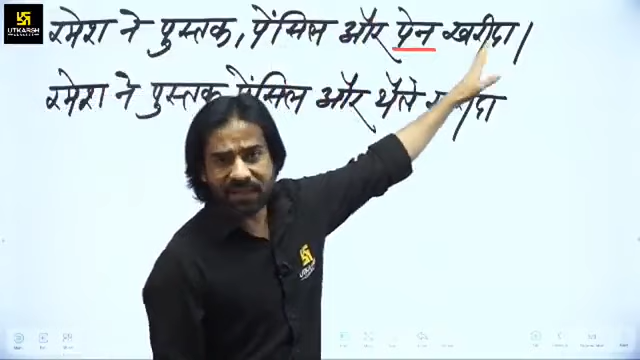 UTKARSH
रमेश ने पुस्तक, पेंसिल और पेन खरीदा।
रमेश ने पुस्तक पेंसिल और थैले